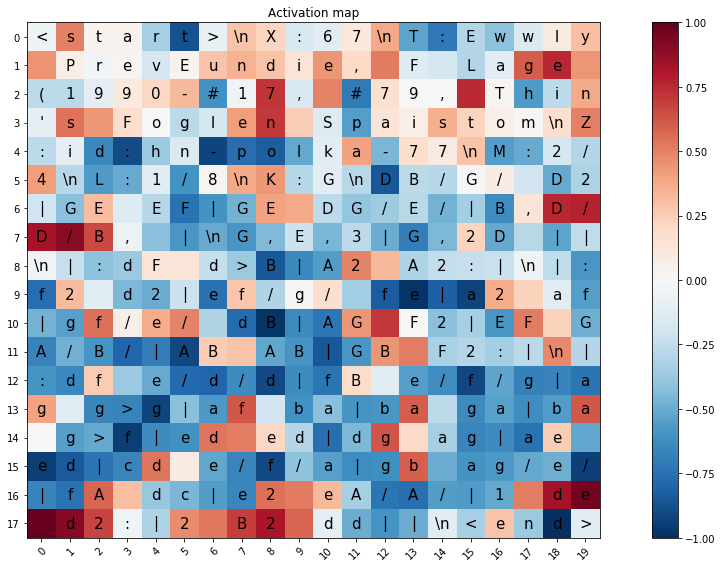 Activation map
0 < s t a r t > \n X : 6 7 \n T : E w w l y
1 P r e v E u n d i e , F L a g e
2 ( 1 9 9 0 - # 1 7 , # 7 9 , T h i n
3 ' s F o g l e n S p a i s t o m \n Z
4 : i d : h n - p o l k a - 7 7 \n M : 2 /
5 4 \n L : 1 / 8 \n K : G \n D B / G / D 2
6 | G E E F | G E D G / E / | B , D /
7 D / B , | \n G , E , 3 | G , 2 D | |
8 \n | : d F d > B | A 2 A 2 : | \n | :
9 f 2 d 2 | e f / g / f e | a 2 a f
10 | g f / e / d B | A G F 2 | E F G
11 A / B / | A B A B | G B F 2 : | \n |
12 : d f e / d / d | f B e / f / g | a
13 g g > g | a f b a | b a g a | b a
14 g > f | e d e d | d g a g | a e
15 e d | c d e / f / a | g b a g / e /
16 | f A d c | e 2 e A / A / | 1 d e
17 d 2 : | 2 B 2 d d | | \n < e n d >
0 1 2 3 4 5 6 7 8 9 10 11 12 13 14 15 16 17 18 19
1.00
0.75
0.50
0.25
0.00
−0.25
−0.50
−0.75
−1.00